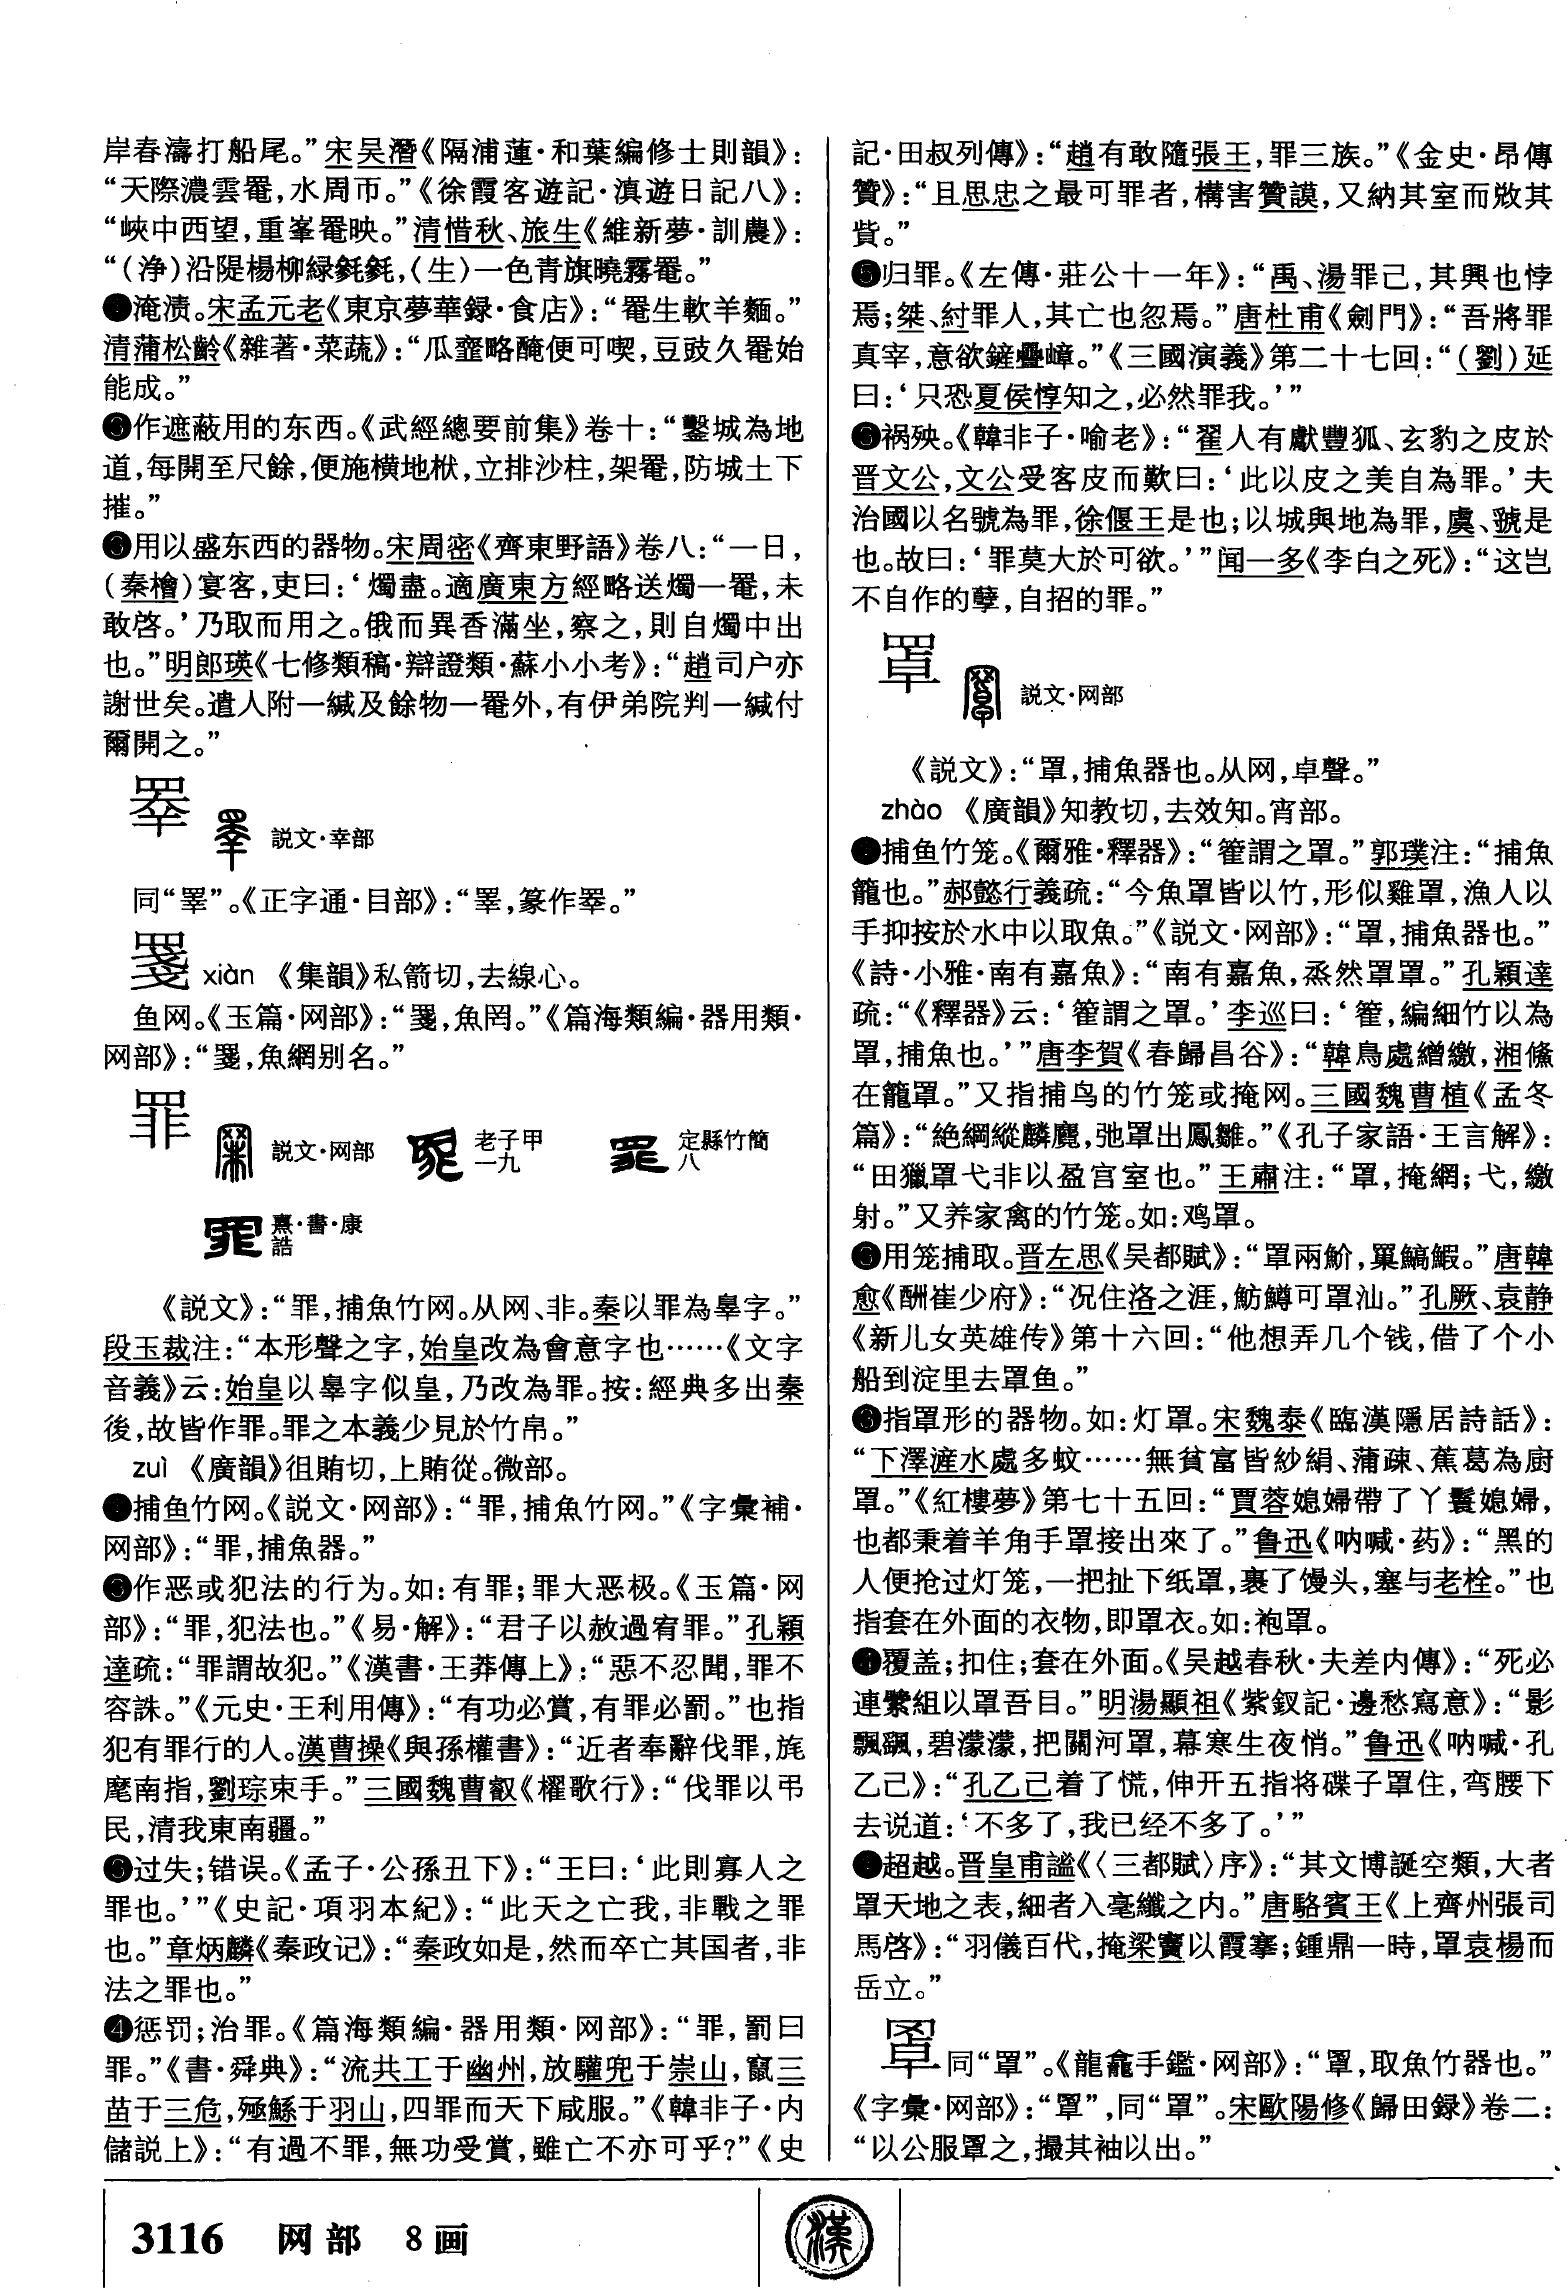 岸春濤打船尾。”宋吴潛《隔浦蓮·和葉編修士則韻》：
“天際濃雲罨，水周帀。”《徐霞客遊記·滇遊日記八》：
“峽中西望，重峯罨映。”清惜秋、旅生《維新夢·訓農》：
“（浄）沿隄楊柳緑毿毿，（生）一色青旗曉霧罨。”
淹渍。宋孟元老《東京夢華録·食店》：“罨生軟羊麵。”
清蒲松齡《雜著·菜蔬》：“瓜虀略醃便可喫，豆豉久罨始
能成。”
作遮蔽用的东西。《武經總要前集》卷十：“鑿城為地
道，每開至尺餘，便施横地栿，立排沙柱，架罨，防城土下
摧。”
用以盛东西的器物。宋周密《齊東野語》卷八：“一日，
（秦檜）宴客，吏曰：‘燭盡。適廣東方經略送燭一罨，未
敢啓。’乃取而用之。俄而異香滿坐，察之，則自燭中出
也。”明郎瑛《七修類稿·辯證類·蘇小小考》：“趙司户亦
謝世矣。遣人附一緘及餘物一罨外，有伊弟院判一緘付
爾開之。”
説文·幸部
同“睪”。《正字通·目部》：“睪，篆作𥇡。”
xiàn 《集韻》私箭切，去線心。
鱼网。《玉篇·网部》：“，魚罔。”《篇海類編·器用類·
网部》：“，魚網别名。”
罪 説文·网部 老子甲一九 定縣竹簡八
熹·書·康誥
《説文》：“罪，捕魚竹网。从网、非。秦以罪為辠字。”
段玉裁注：“本形聲之字，始皇改為會意字也……《文字
音義》云：始皇以辠字似皇，乃改為罪。按：經典多出秦
後，故皆作罪。罪之本義少見於竹帛。”
zuì 《廣韻》徂賄切，上賄從。微部。
捕鱼竹网。《説文·网部》：“罪，捕魚竹网。”《字彙補·
网部》：“罪，捕魚器。”
作恶或犯法的行为。如：有罪；罪大恶极。《玉篇·网
部》：“罪，犯法也。”《易·解》：“君子以赦過宥罪。”孔穎
達疏：“罪謂故犯。”《漢書·王莽傳上》：“惡不忍聞，罪不
容誅。”《元史·王利用傳》：“有功必賞，有罪必罰。”也指
犯有罪行的人。漢曹操《與孫權書》：“近者奉辭伐罪，旄
麾南指，劉琮束手。”三國魏曹叡《櫂歌行》：“伐罪以弔
民，清我東南疆。”
过失；错误。《孟子·公孫丑下》：“王曰：‘此則寡人之
罪也。’”《史記·項羽本紀》：“此天之亡我，非戰之罪
也。”章炳麟《秦政记》：“秦政如是，然而卒亡其国者，非
法之罪也。”
❹惩罚；治罪。《篇海類編·器用類·网部》：“罪，罰曰
罪。”《書·舜典》：“流共工于幽州，放驩兜于崇山，竄三
苗于三危，殛鯀于羽山，四罪而天下咸服。”《韓非子·内
儲説上》：“有過不罪，無功受賞，雖亡不亦可乎？”《史
記·田叔列傳》：“趙有敢隨張王，罪三族。”《金史·昂傳
贊》：“且思忠之最可罪者，構害贊謨，又納其室而敚其
貲。”
❺归罪。《左傳·莊公十一年》：“禹、湯罪己，其興也悖
焉；桀、紂罪人，其亡也忽焉。”唐杜甫《劍門》：“吾將罪
真宰，意欲鏟疊嶂。”《三國演義》第二十七回：“（劉）延
曰：‘只恐夏侯惇知之，必然罪我。’”
祸殃。《韓非子·喻老》：“翟人有獻豐狐、玄豹之皮於
晋文公，文公受客皮而歎曰：‘此以皮之美自為罪。’夫
治國以名號為罪，徐偃王是也；以城與地為罪，虞、虢是
也。故曰：‘罪莫大於可欲。’”闻一多《李白之死》：“这岂
不自作的孽，自招的罪。”
罩 説文·网部
《説文》：“罩，捕魚器也。从网，卓聲。”
zhào 《廣韻》知教切，去效知。宵部。
捕鱼竹笼。《爾雅·釋器》：“篧謂之罩。”郭璞注：“捕魚
籠也。”郝懿行義疏：“今魚罩皆以竹，形似雞罩，漁人以
手抑按於水中以取魚。”《説文·网部》：“罩，捕魚器也。”
《詩·小雅·南有嘉魚》：“南有嘉魚，烝然罩罩。”孔穎達
疏：“《釋器》云：‘篧謂之罩。’李巡曰：‘篧，編細竹以為
罩，捕魚也。’”唐李賀《春歸昌谷》：“韓鳥處繒繳，湘儵
在籠罩。”又指捕鸟的竹笼或掩网。三國魏曹植《孟冬
篇》：“絶綱縱麟麑，弛罩出鳳雛。”《孔子家語·王言解》：
“田獵罩弋非以盈宫室也。”王肅注：“罩，掩網；弋，繳
射。”又养家禽的竹笼。如：鸡罩。
用笼捕取。晋左思《吴都賦》：“罩兩魪，罺鰝鰕。”唐韓
愈《酬崔少府》：“况住洛之涯，魴鱒可罩汕。”孔厥、袁静
《新儿女英雄传》第十六回：“他想弄几个钱，借了个小
船到淀里去罩鱼。”
指罩形的器物。如：灯罩。宋魏泰《臨漢隱居詩話》：
“下澤㵠水處多蚊……無貧富皆紗絹、蒲疎、蕉葛為厨
罩。”《紅樓夢》第七十五回：“賈蓉媳婦帶了丫鬟媳婦，
也都秉着羊角手罩接出來了。”鲁迅《呐喊·药》：“黑的
人便抢过灯笼，一把扯下纸罩，裹了馒头，塞与老栓。”也
指套在外面的衣物，即罩衣。如：袍罩。
❹覆盖；扣住；套在外面。《吴越春秋·夫差内傳》：“死必
連繴組以罩吾目。”明湯顯祖《紫釵記·邊愁寫意》：“影
飄颻，碧濛濛，把關河罩，幕寒生夜悄。”鲁迅《呐喊·孔
乙己》：“孔乙己着了慌，伸开五指将碟子罩住，弯腰下
去说道：‘不多了，我已经不多了。’”
超越。晋皇甫謐《〈三都賦〉序》：“其文博誕空類，大者
罩天地之表，細者入毫纖之内。”唐駱賓王《上齊州張司
馬啓》：“羽儀百代，掩梁竇以霞搴；鍾鼎一時，罩袁楊而
岳立。”
同“罩”。《龍龕手鑑·网部》：“罩，取魚竹器也。”
《字彙·网部》：“”，同“罩”。宋歐陽修《歸田録》卷二：
“以公服罩之，撮其袖以出。”
3116 网部 8画
漢